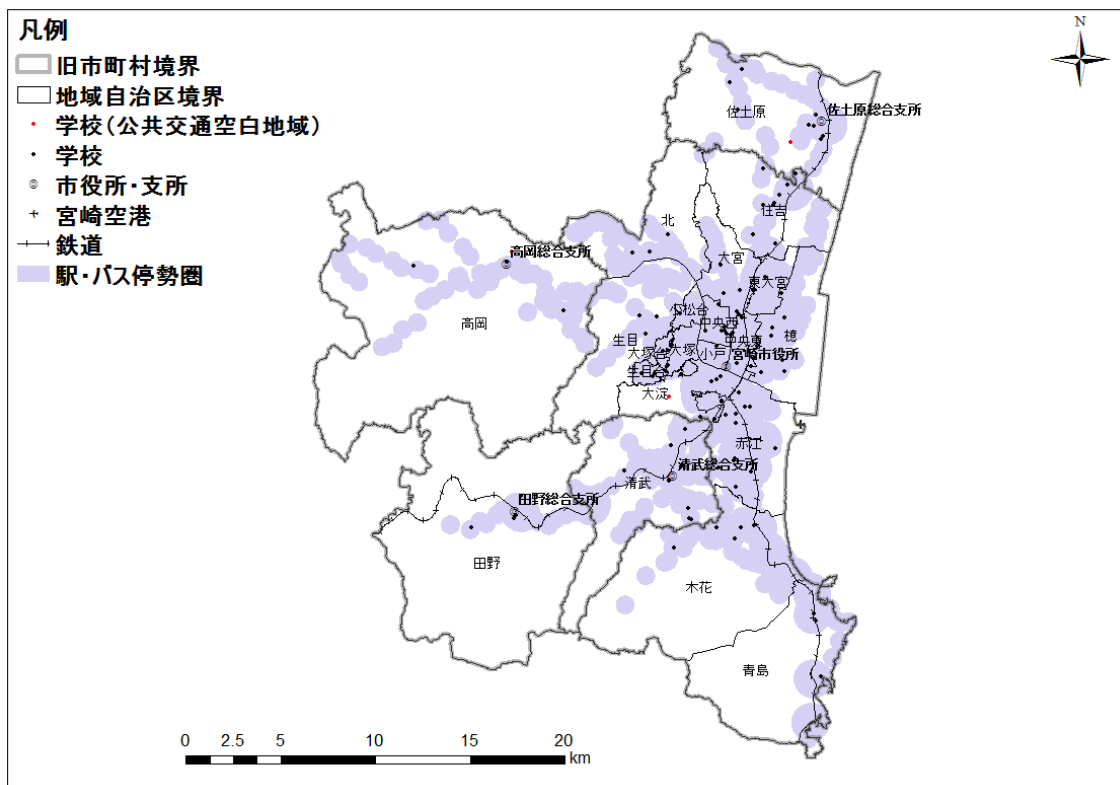 凡例
旧市町村境界
地域自治区境界
学校(公共交通空白地域)
学校
市役所・支所
宮崎空港
鉄道
駅・バス停勢圏
N
佐土原
佐土原総合支所
住吉
北
高岡総合支所
大宮
東大宮
高岡
小松台
中央西
檍
生目
中央東
大塚台
大塚
小戸
宮崎市役所
生目台
大淀
赤江
清武総合支所
清武
田野総合支所
田野
木花
青島
0 2.5 5 10 15 20
km